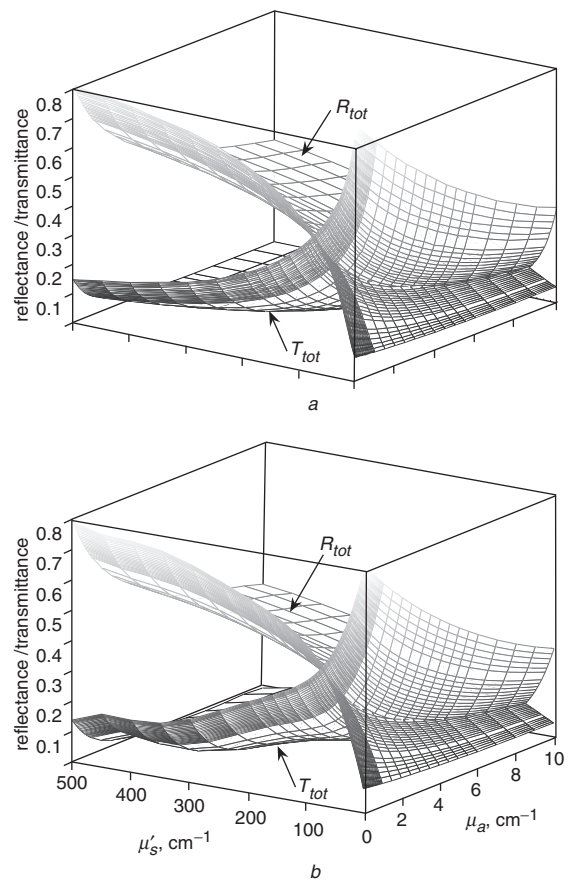 R_tot
0.8
0.7
0.6
0.5
0.4
0.3
0.2
0.1
reflectance /transmittance
T_tot
a
R_tot
0.8
0.7
0.6
0.5
0.4
0.3
0.2
0.1
reflectance /transmittance
T_tot
500
400
300
200
100
0
2
4
6
8
10
μ′_s, cm⁻¹
μ_a, cm⁻¹
b